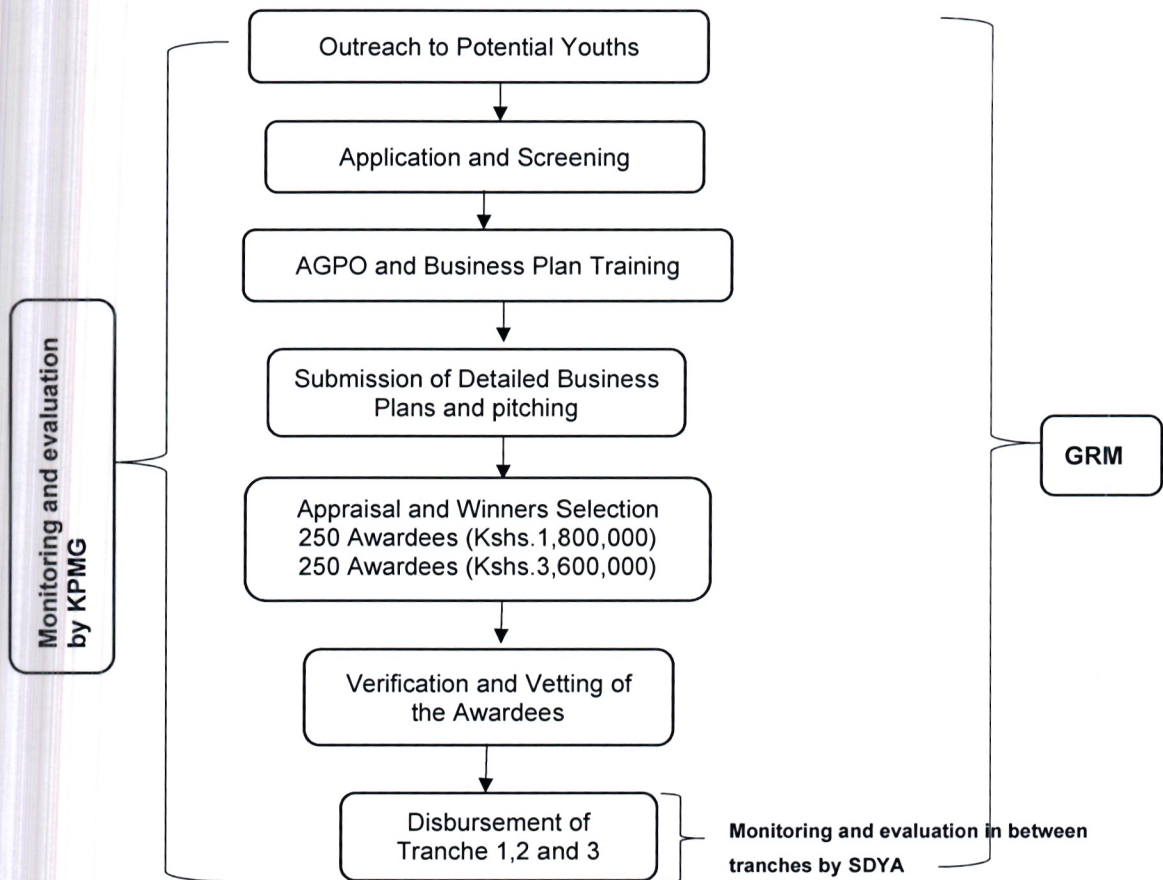 Outreach to Potential Youths
Application and Screening
AGPO and Business Plan Training
Submission of Detailed Business
Plans and pitching
Appraisal and Winners Selection
250 Awardees (Kshs.1,800,000)
250 Awardees (Kshs.3,600,000)
Verification and Vetting of
the Awardees
Disbursement of
Tranche 1,2 and 3
Monitoring and evaluation
by KPMG
GRM
Monitoring and evaluation in between
tranches by SDYA